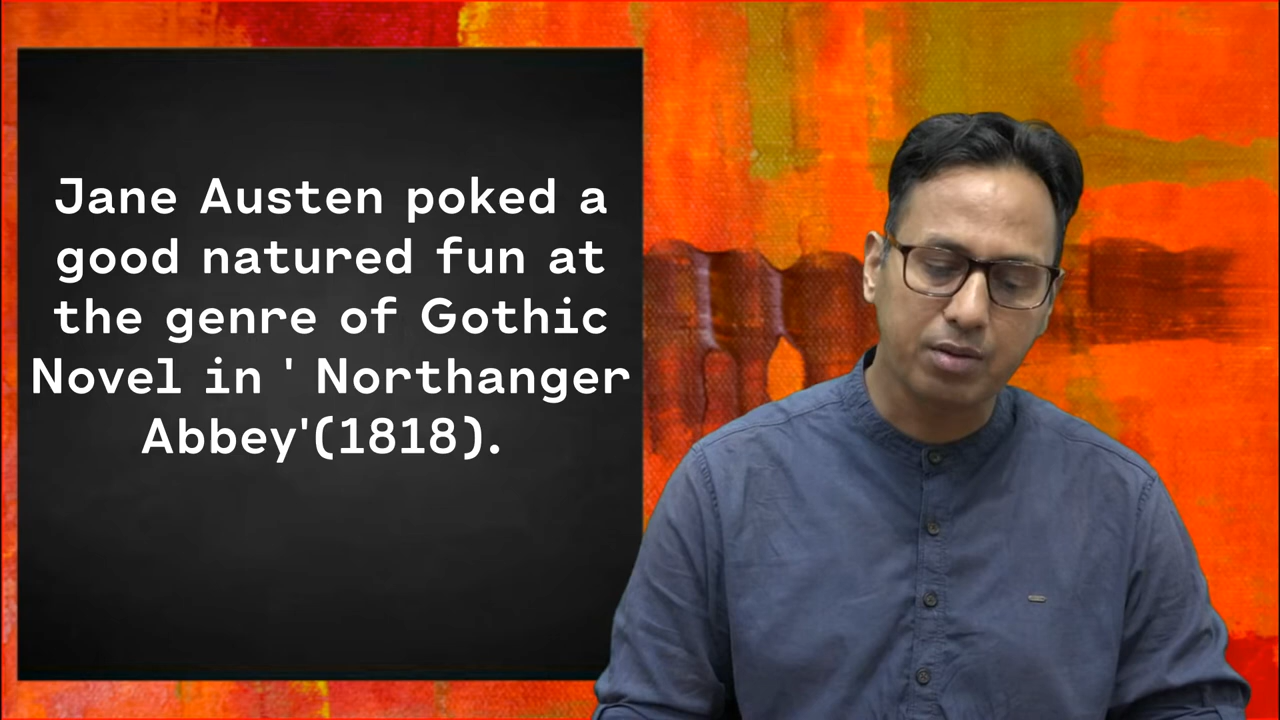 Jane Austen poked a
good natured fun at
the genre of Gothic
Novel in ' Northanger
Abbey'(1818).